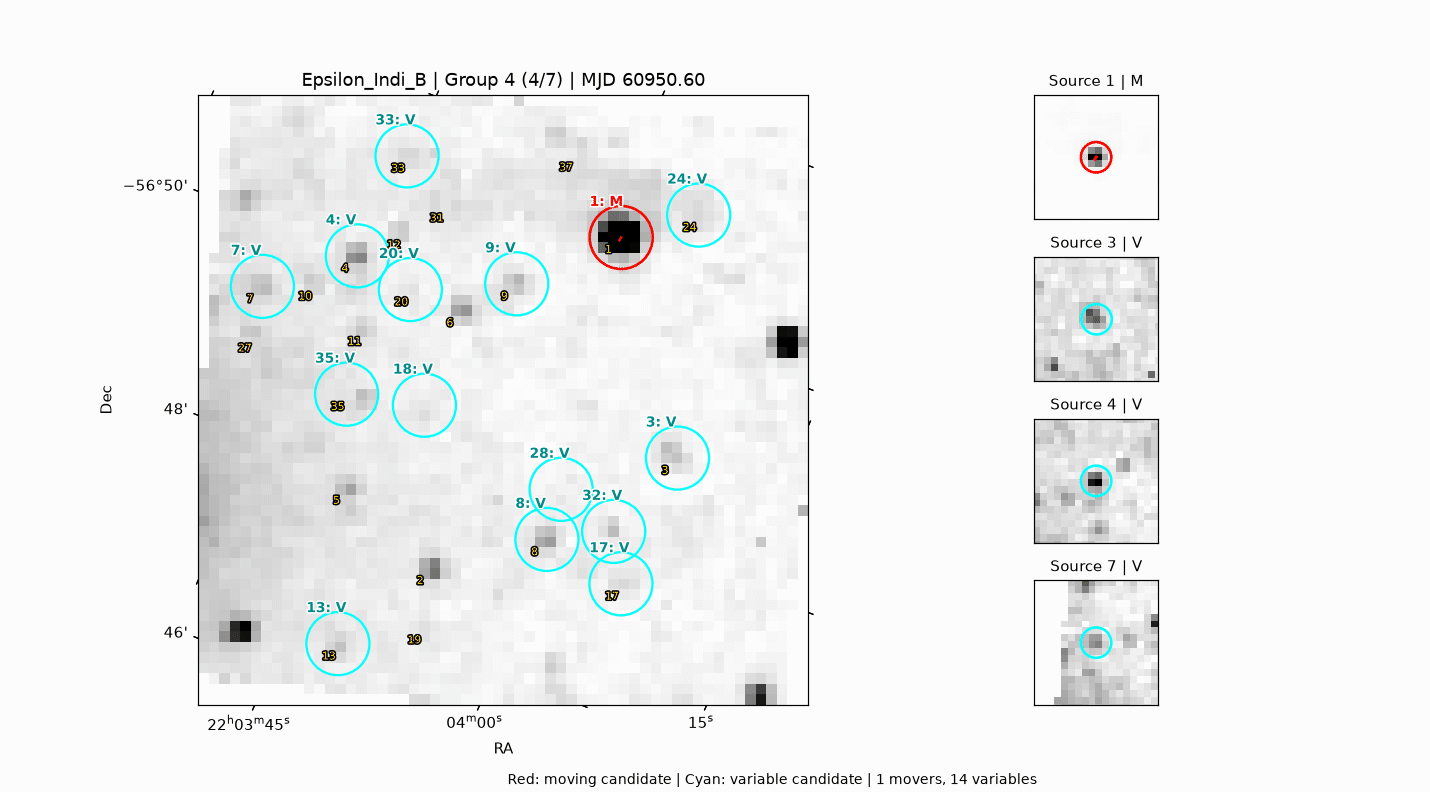 Epsilon_Indi_B | Group 4 (4/7) | MJD 60950.60
Source 1 | M
33: V
33
37
24: V
24
−56°50'
1: M
1
31
4: V
4
12
20: V
20
9: V
9
7: V
7
10
Source 3 | V
6
11
27
35: V
35
18: V
Dec
48'
Source 4 | V
3: V
3
28: V
5
8: V
8
32: V
17: V
17
2
Source 7 | V
13: V
13
19
46'
22h03m45s
04m00s
15s
RA
Red: moving candidate | Cyan: variable candidate | 1 movers, 14 variables